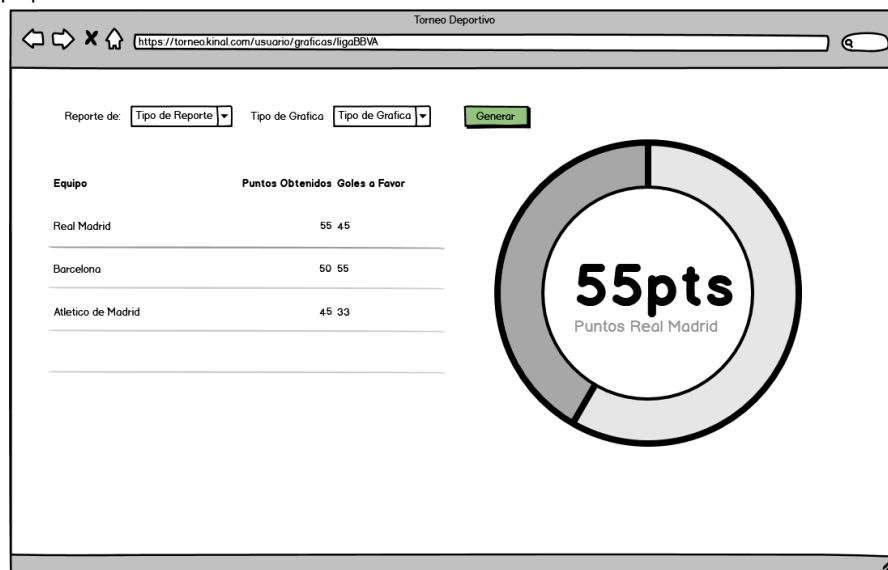 Torneo Deportivo
https://torneo.kinal.com/usuario/graficas/ligaBBVA
Reporte de: Tipo de Reporte Tipo de Grafica Tipo de Grafica Generar
Equipo Puntos Obtenidos Goles a Favor
Real Madrid 55 45
Barcelona 50 55
Atletico de Madrid 45 33
55pts
Puntos Real Madrid